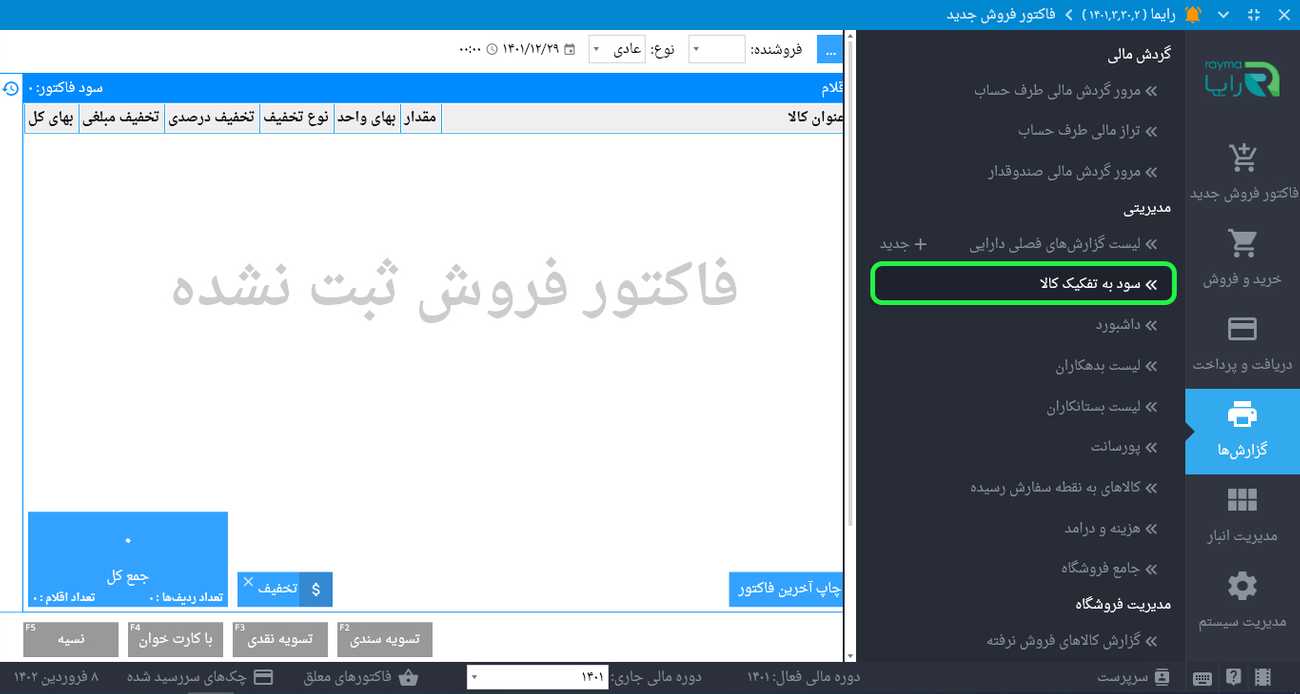 رایما (۱۴۰۱,۳,۳۰,۲) > فاکتور فروش جدید
rayma
رایما
فاکتور فروش جدید
خرید و فروش
دریافت و پرداخت
گزارش‌ها
مدیریت انبار
مدیریت سیستم
گردش مالی
مرور گردش مالی طرف حساب
تراز مالی طرف حساب
مرور گردش مالی صندوقدار
مدیریتی
لیست گزارش‌های فصلی دارایی + جدید
سود به تفکیک کالا
داشبورد
لیست بدهکاران
لیست بستانکاران
پورسانت
کالاهای به نقطه سفارش رسیده
هزینه و درامد
جامع فروشگاه
مدیریت فروشگاه
گزارش کالاهای فروش نرفته
... فروشنده: نوع: عادی ۱۴۰۱/۱۲/۲۹ ۰۰:۰۰
قلام سود فاکتور: ۰
عنوان کالا مقدار بهای واحد نوع تخفیف تخفیف درصدی تخفیف مبلغی بهای کل
فاکتور فروش ثبت نشده
چاپ آخرین فاکتور
$ تخفیف ×
۰
جمع کل
تعداد ردیف‌ها: ۰ تعداد اقلام: ۰
F2 تسویه سندی
F3 تسویه نقدی
F4 با کارت خوان
F5 نسیه
سرپرست دوره مالی فعال: ۱۴۰۱ دوره مالی جاری: ۱۴۰۱ فاکتورهای معلق چک‌های سررسید شده ۸ فروردین ۱۴۰۲